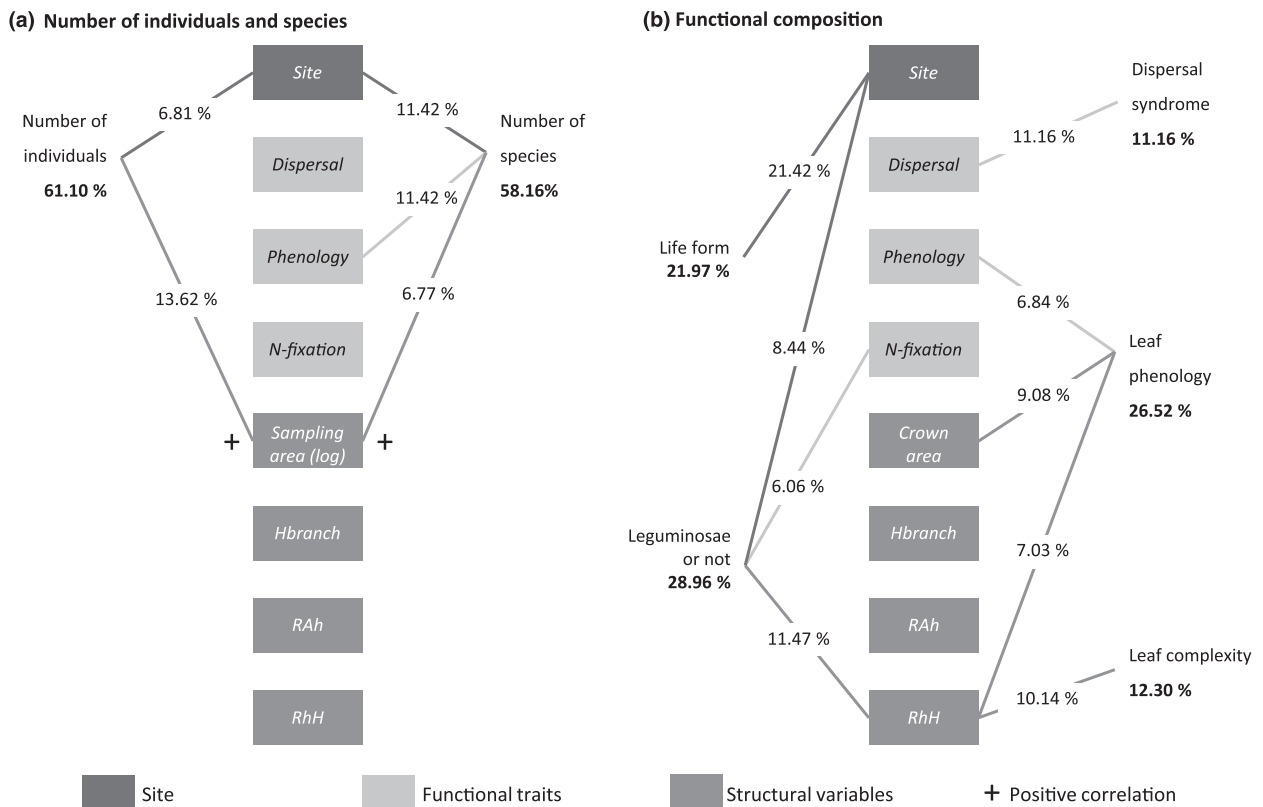 (a) Number of individuals and species
Site
6.81 %
11.42 %
Number of
individuals
61.10 %
Number of
species
58.16%
Dispersal
11.42 %
Phenology
13.62 %
6.77 %
N-fixation
+
Sampling
area (log)
+
Hbranch
RAh
RhH
(b) Functional composition
Site
Dispersal
syndrome
11.16 %
11.16 %
Dispersal
21.42 %
Life form
21.97 %
Phenology
6.84 %
8.44 %
N-fixation
Leaf
phenology
26.52 %
9.08 %
Crown
area
6.06 %
Leguminosae
or not
28.96 %
Hbranch
7.03 %
11.47 %
RAh
Leaf complexity
12.30 %
10.14 %
RhH
Site
Functional traits
Structural variables
+ Positive correlation